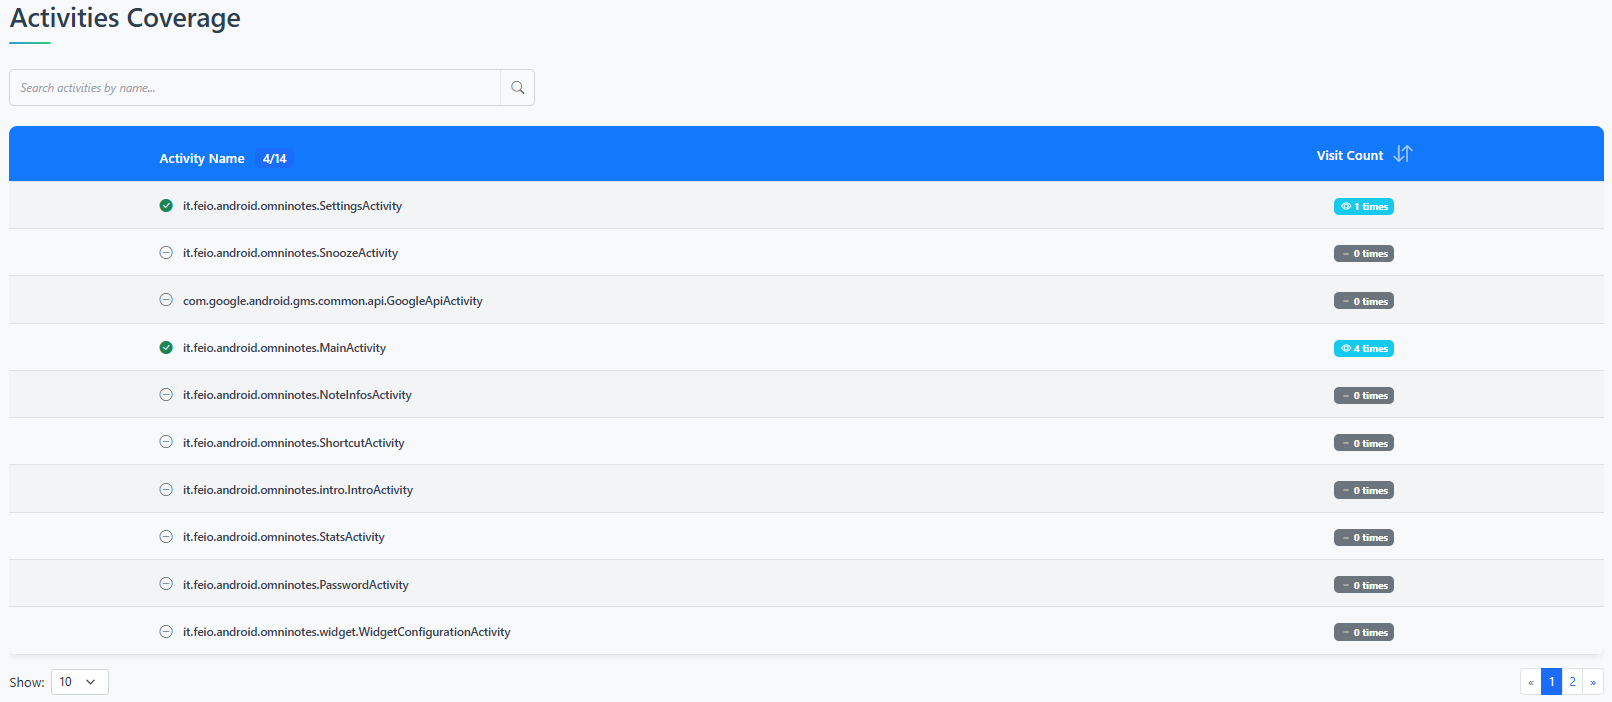 Activities Coverage
Search activities by name...
Activity Name 4/14 Visit Count
it.feio.android.omninotes.SettingsActivity 1 times
it.feio.android.omninotes.SnoozeActivity 0 times
com.google.android.gms.common.api.GoogleApiActivity 0 times
it.feio.android.omninotes.MainActivity 4 times
it.feio.android.omninotes.NoteInfosActivity 0 times
it.feio.android.omninotes.ShortcutActivity 0 times
it.feio.android.omninotes.intro.IntroActivity 0 times
it.feio.android.omninotes.StatsActivity 0 times
it.feio.android.omninotes.PasswordActivity 0 times
it.feio.android.omninotes.widget.WidgetConfigurationActivity 0 times
Show: 10 « 1 2 »